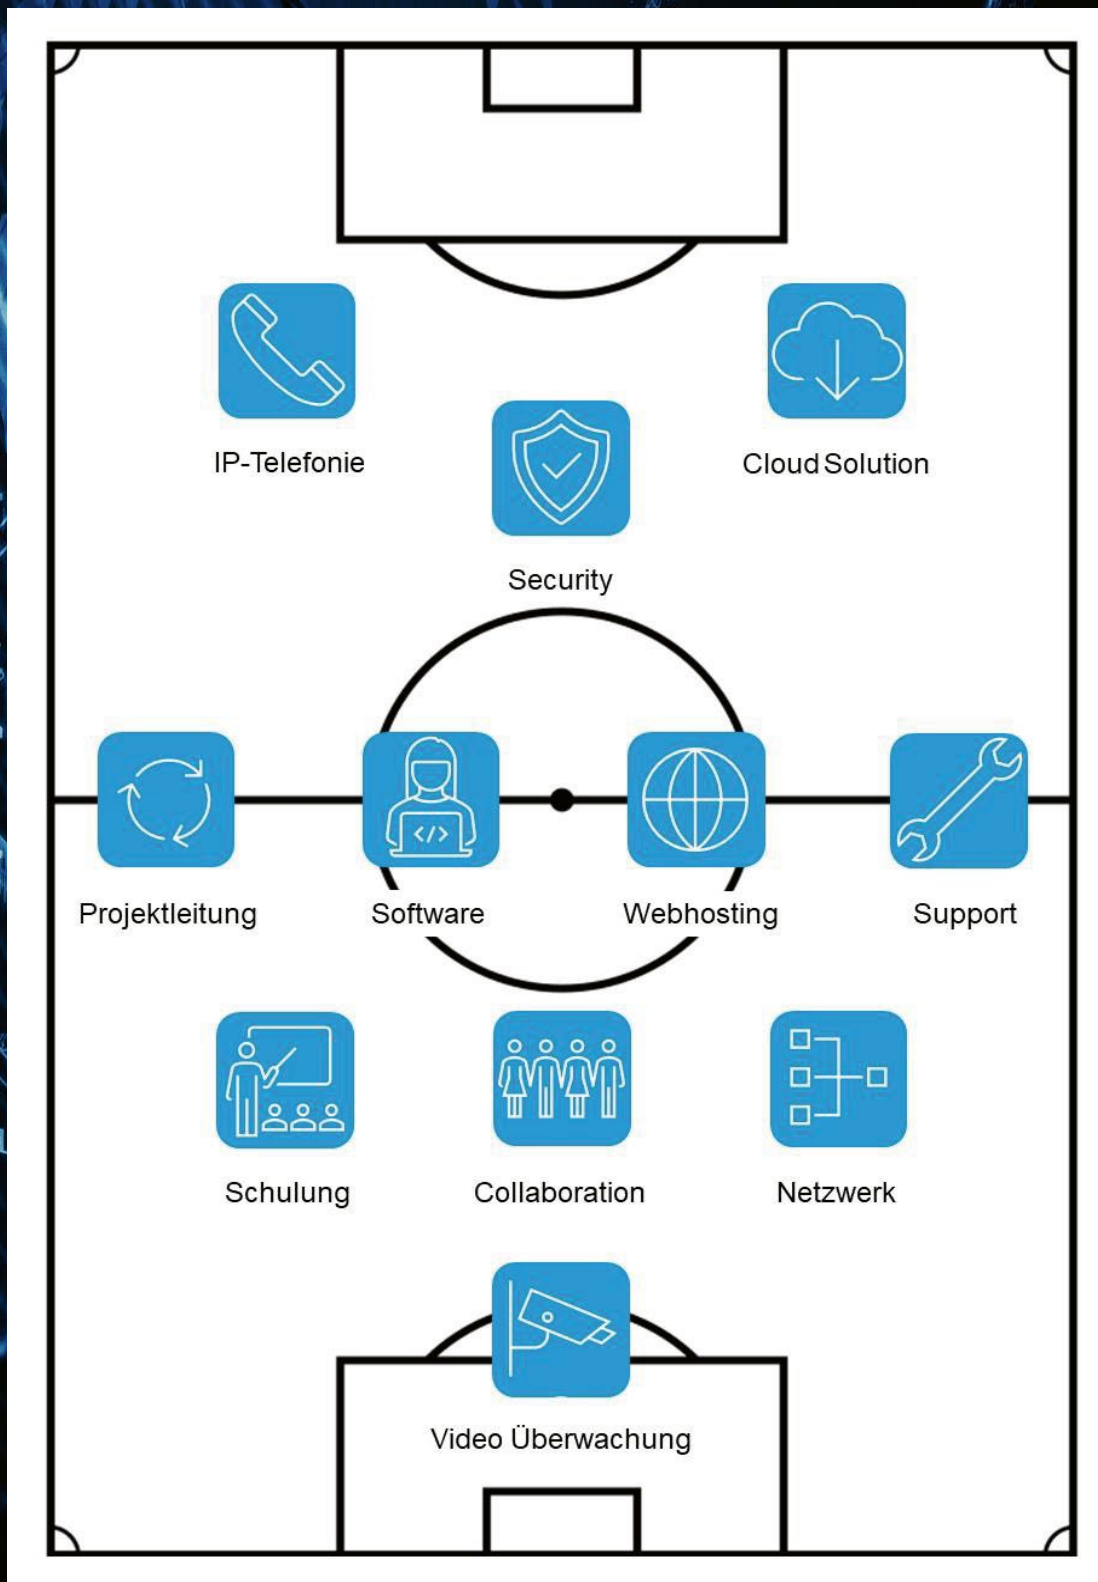 IP-Telefonie
Cloud Solution
Security
Projektleitung
Software
Webhosting
Support
Schulung
Collaboration
Netzwerk
Video Überwachung